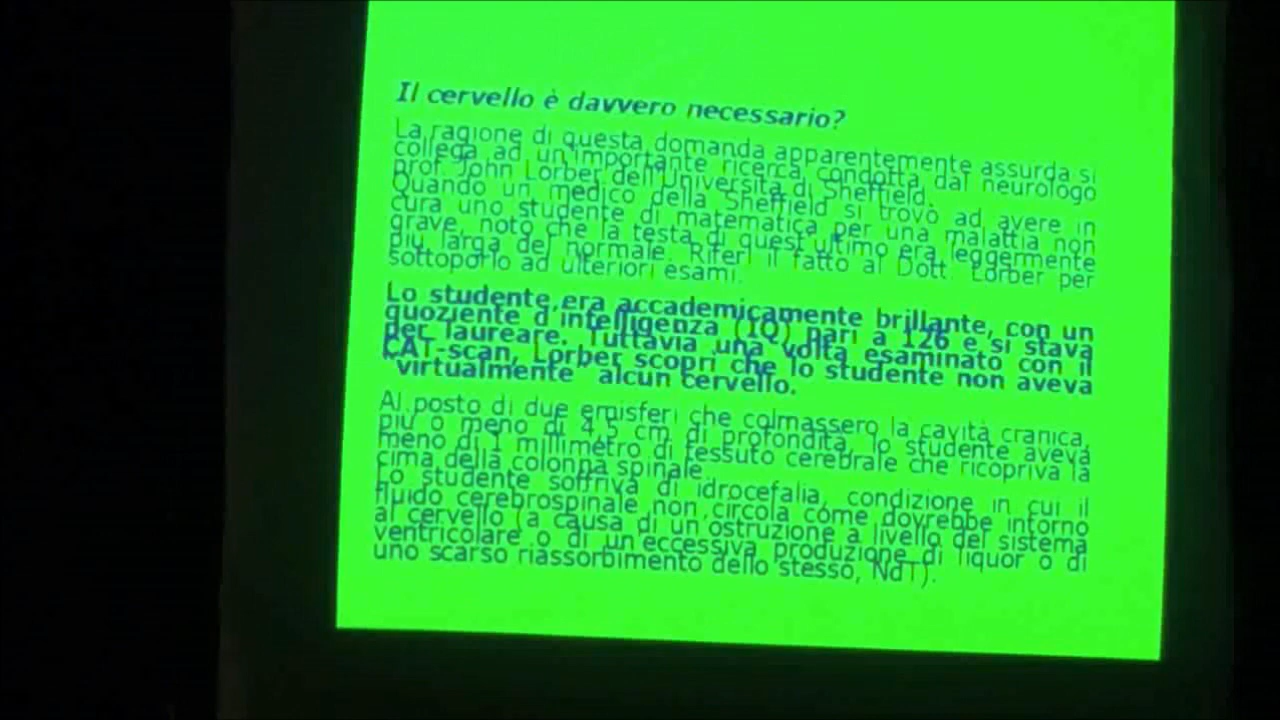 Il cervello è davvero necessario?
La ragione di questa domanda apparentemente assurda si
collega ad un'importante ricerca condotta dal neurologo
prof. John Lorber dell'Università di Sheffield.
Quando un medico della Sheffield si trovò ad avere in
cura uno studente di matematica per una malattia non
grave, notò che la testa di quest'ultimo era leggermente
più larga del normale. Riferì il fatto al Dott. Lorber per
sottoporlo ad ulteriori esami.
Lo studente era accademicamente brillante, con un
quoziente d'intelligenza (IQ) pari a 126 e si stava
per laureare. Tuttavia una volta esaminato con il
CAT-scan, Lorber scoprì che lo studente non aveva
"virtualmente" alcun cervello.
Al posto di due emisferi che colmassero la cavità cranica,
più o meno di 4,5 cm di profondità, lo studente aveva
meno di 1 millimetro di tessuto cerebrale che ricopriva la
cima della colonna spinale.
Lo studente soffriva di idrocefalia, condizione in cui il
fluido cerebrospinale non circola come dovrebbe intorno
al cervello (a causa di un'ostruzione a livello del sistema
ventricolare o di un'eccessiva produzione di liquor o di
uno scarso riassorbimento dello stesso, NdT).